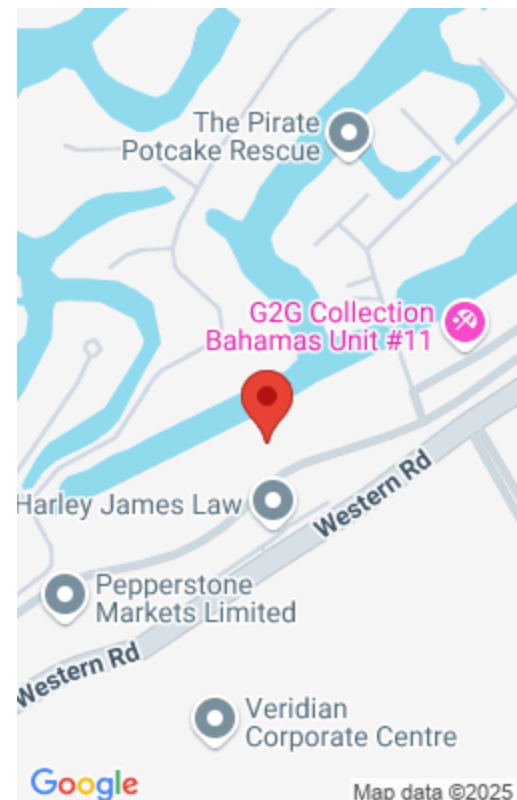 The Pirate
Potcake Rescue
G2G Collection
Bahamas Unit #11
Harley James Law
Western Rd
Pepperstone
Markets Limited
Western Rd
Veridian
Corporate Centre
Google
Map data ©2025